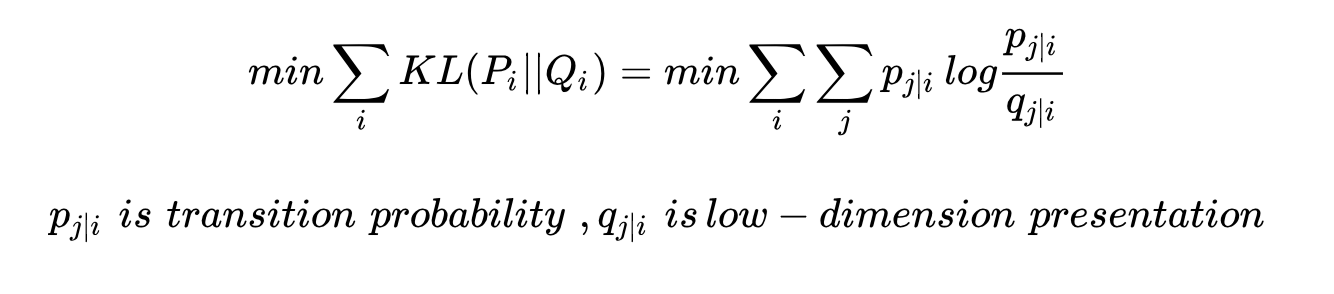 min ∑_i KL(P_i||Q_i) = min ∑_i ∑_j p_{j|i} log \frac{p_{j|i}}{q_{j|i}}
p_{j|i} is transition probability , q_{j|i} is low − dimension presentation